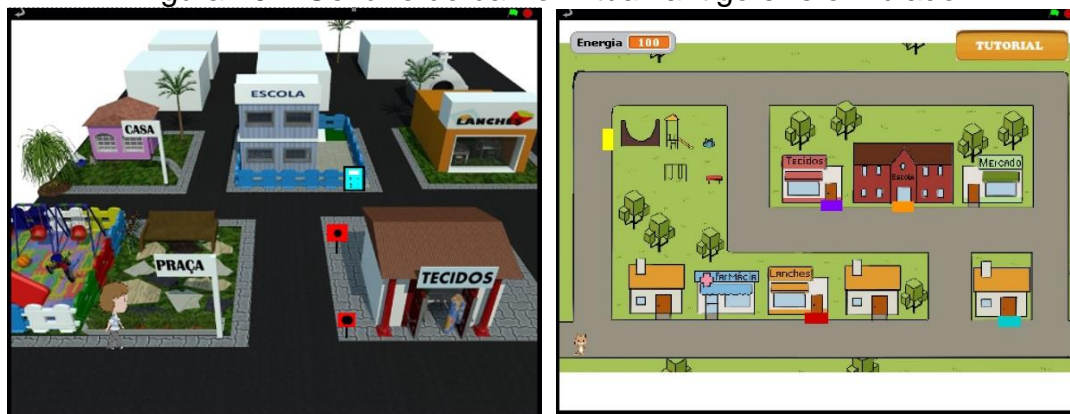 ESCOLA
LANCHES
CASA
PRAÇA
TECIDOS
Energia 100
TUTORIAL
Tecidos
Escola
Mercado
Farmácia
Lanches